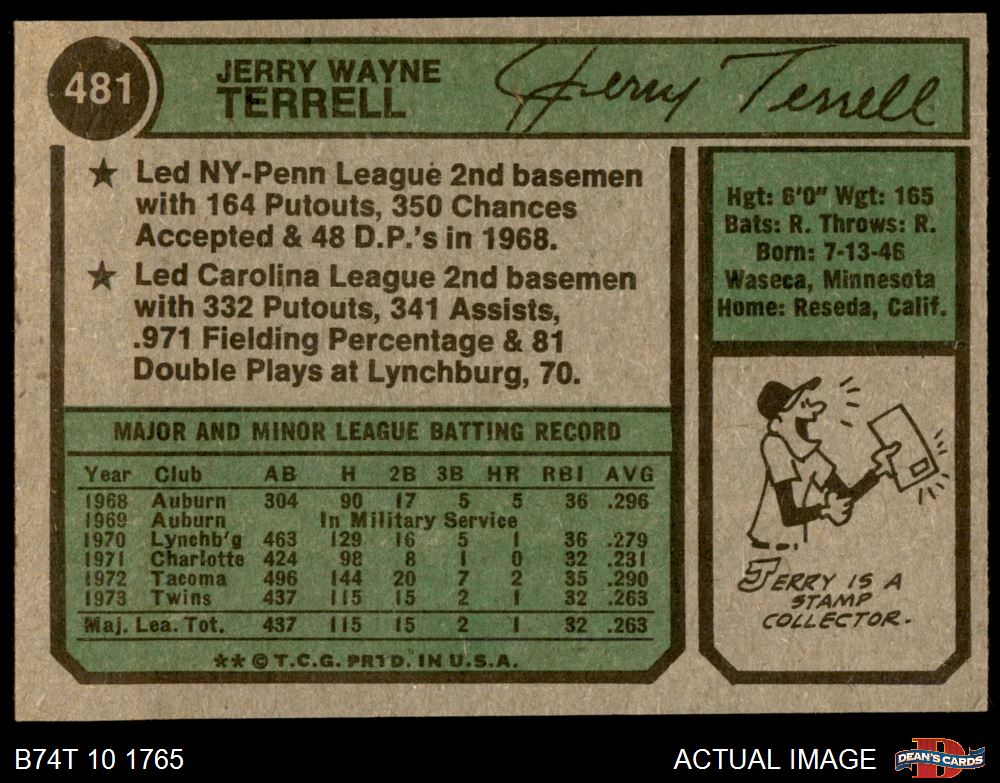 481
JERRY WAYNE
TERRELL
Jerry Terrell
★ Led NY-Penn League 2nd basemen
with 164 Putouts, 350 Chances
Accepted & 48 D.P.'s in 1968.
★ Led Carolina League 2nd basemen
with 332 Putouts, 341 Assists,
.971 Fielding Percentage & 81
Double Plays at Lynchburg, 70.
Hgt: 6'0" Wgt: 165
Bats: R. Throws: R.
Born: 7-13-46
Waseca, Minnesota
Home: Reseda, Calif.
MAJOR AND MINOR LEAGUE BATTING RECORD
Year Club AB H 2B 3B HR RBI AVG
1968 Auburn 304 90 17 5 5 36 .296
1969 Auburn In Military Service
1970 Lynchb'g 463 129 16 5 1 36 .279
1971 Charlotte 424 98 8 1 0 32 .231
1972 Tacoma 496 144 20 7 2 35 .290
1973 Twins 437 115 15 2 1 32 .263
Maj. Lea. Tot. 437 115 15 2 1 32 .263
** © T.C.G. PRTD. IN U.S.A.
JERRY IS A
STAMP
COLLECTOR.
B74T 10 1765
ACTUAL IMAGE
D
DEAN'S CARDS